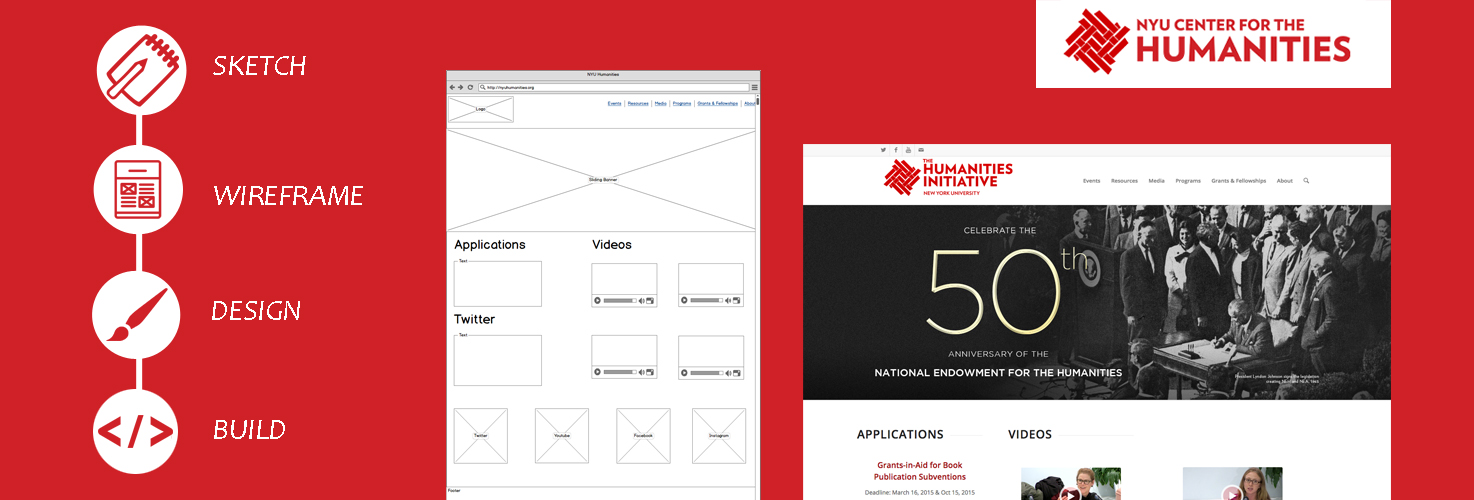 SKETCH
WIREFRAME
DESIGN
BUILD
NYU Humanities
http://nyuhumanities.org
Logo
Events | Resources | Media | Programs | Grants & Fellowships | About
Sliding Banner
Applications
Videos
Text
Twitter
Text
Twitter
Youtube
Facebook
Instagram
Footer
NYU CENTER FOR THE
HUMANITIES
THE
HUMANITIES
INITIATIVE
NEW YORK UNIVERSITY
Events Resources Media Programs Grants & Fellowships About
CELEBRATE THE
50th
ANNIVERSARY OF THE
NATIONAL ENDOWMENT FOR THE HUMANITIES
President Lyndon Johnson signs the legislation
creating NEH and NEA, 1965
APPLICATIONS
VIDEOS
Grants-in-Aid for Book
Publication Subventions
Deadline: March 16, 2015 & Oct 15, 2015